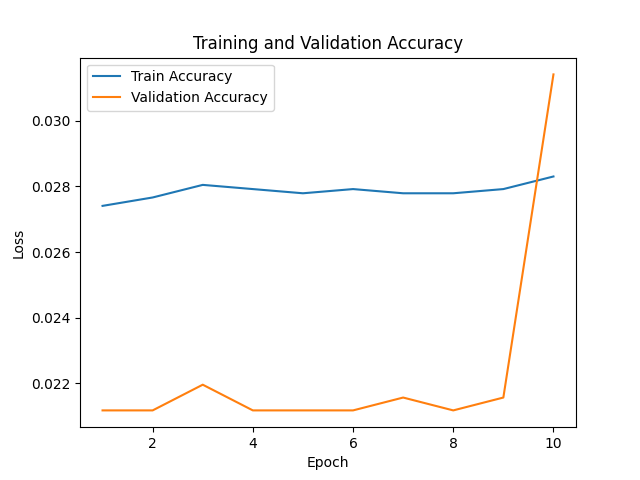 Training and Validation Accuracy
Train Accuracy
Validation Accuracy
0.030
0.028
0.026
0.024
0.022
Loss
2 4 6 8 10
Epoch